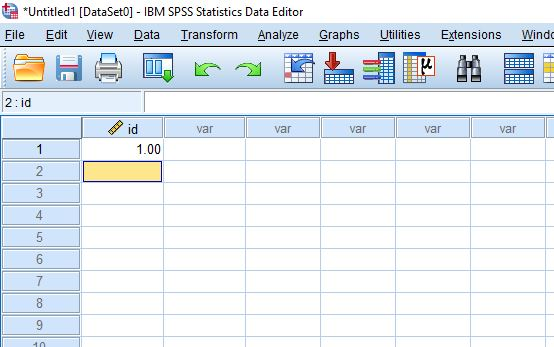 *Untitled1 [DataSet0] - IBM SPSS Statistics Data Editor
File Edit View Data Transform Analyze Graphs Utilities Extensions Windo
μ
2 : id
id var var var var var
1 1.00
2
3
4
5
6
7
8
9
10